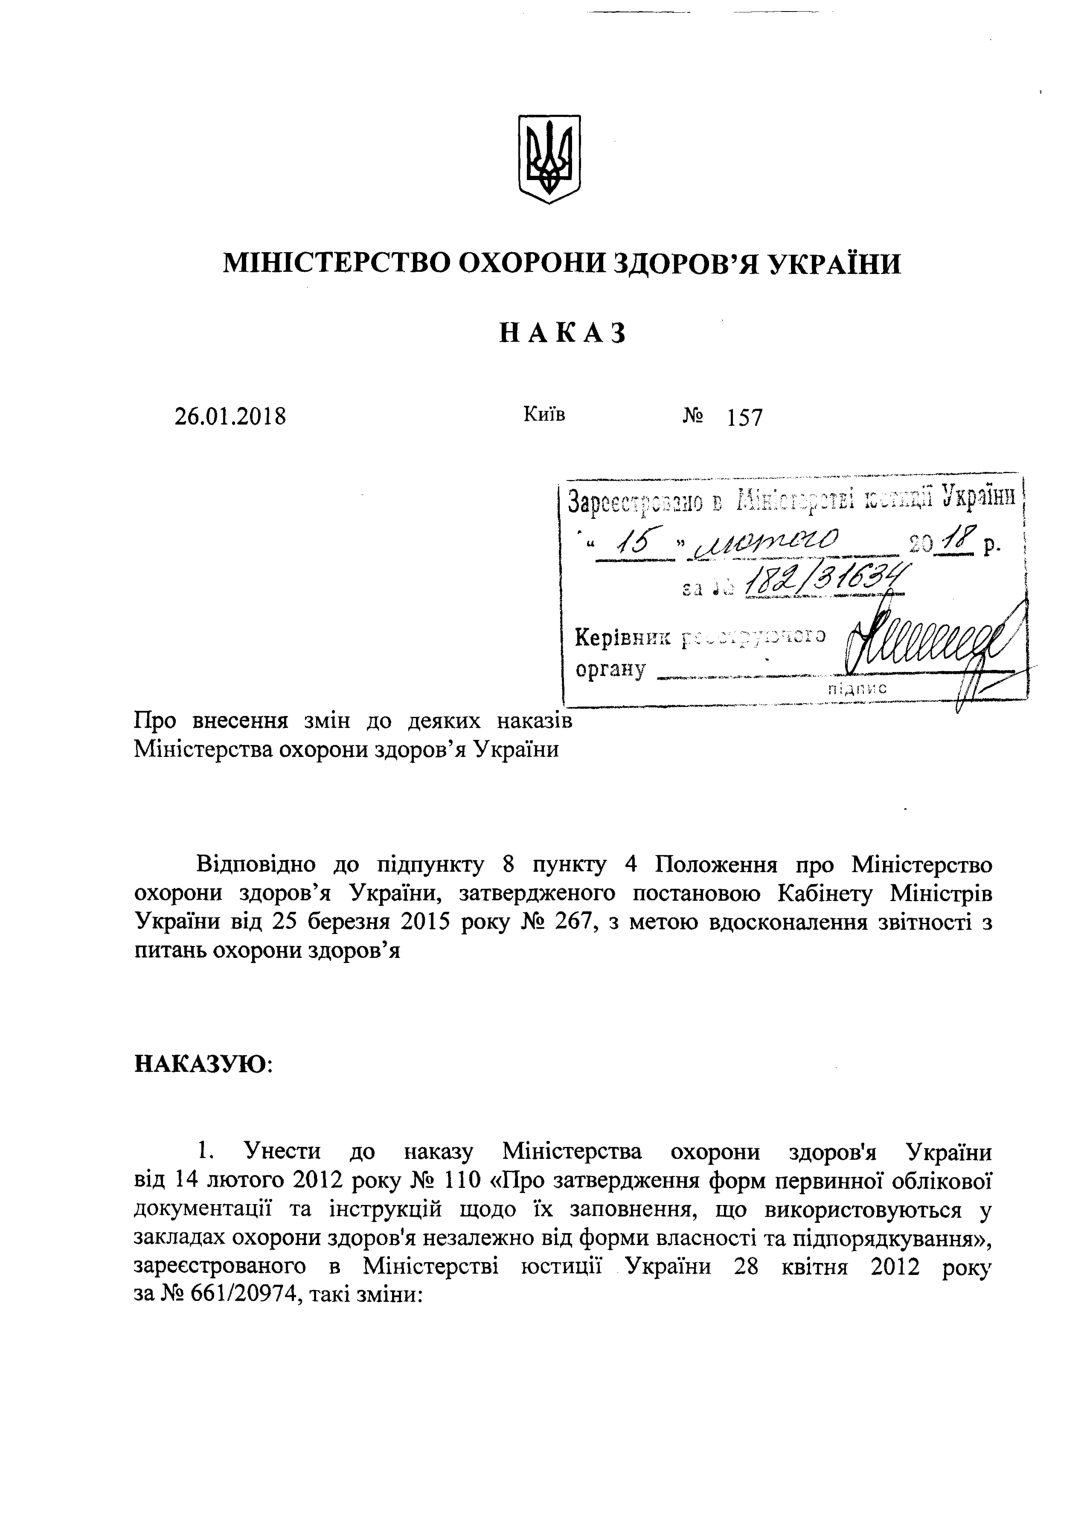 МІНІСТЕРСТВО ОХОРОНИ ЗДОРОВ’Я УКРАЇНИ
Н А К А З
26.01.2018 Київ № 157
Зареєстровано в Міністерстві юстиції України
“ 15 ” лютого 2018 р.
за № 182/31634
Керівник реєструючого
органу
підпис
Про внесення змін до деяких наказів
Міністерства охорони здоров’я України
Відповідно до підпункту 8 пункту 4 Положення про Міністерство
охорони здоров’я України, затвердженого постановою Кабінету Міністрів
України від 25 березня 2015 року № 267, з метою вдосконалення звітності з
питань охорони здоров’я
НАКАЗУЮ:
1. Унести до наказу Міністерства охорони здоров'я України
від 14 лютого 2012 року № 110 «Про затвердження форм первинної облікової
документації та інструкцій щодо їх заповнення, що використовуються у
закладах охорони здоров'я незалежно від форми власності та підпорядкування»,
зареєстрованого в Міністерстві юстиції України 28 квітня 2012 року
за № 661/20974, такі зміни: